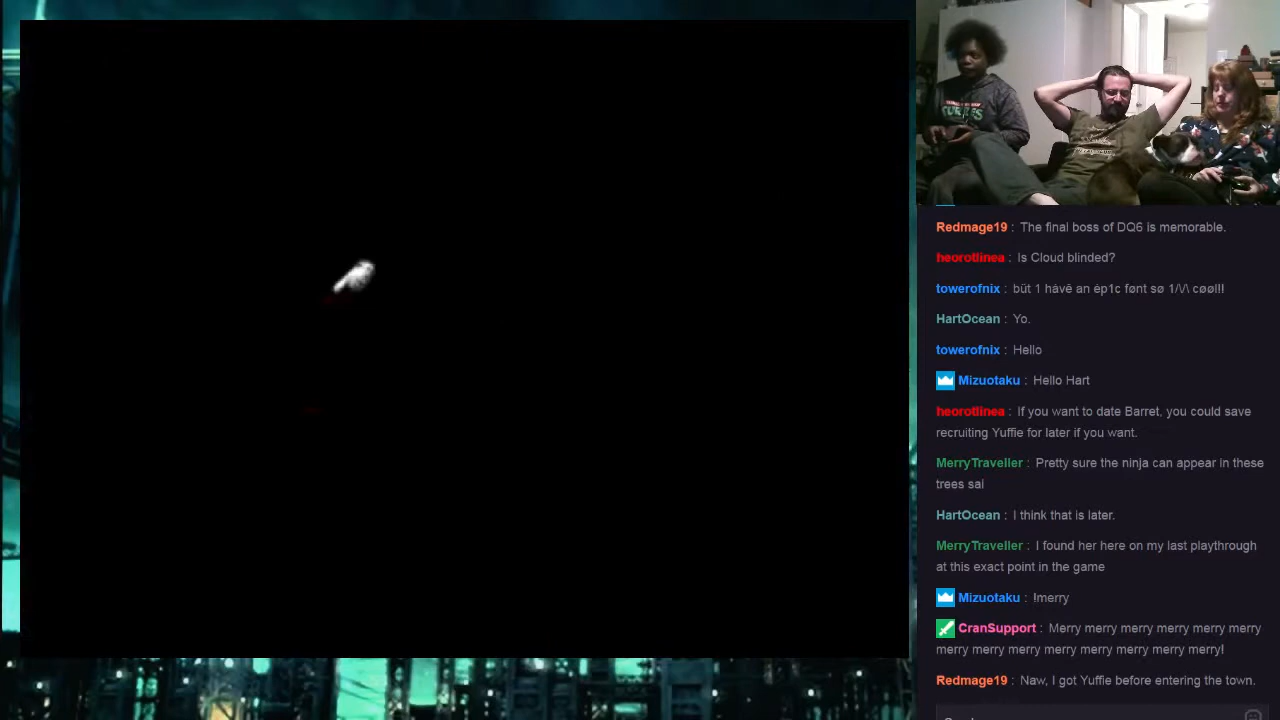 TURTLES
Redmage19 : The final boss of DQ6 is memorable.
heorotlinea : Is Cloud blinded?
towerofnix : bût 1 hávê an ép1c fønt sø 1/\/\ cøøl!!
HartOcean : Yo.
towerofnix : Hello
Mizuotaku : Hello Hart
heorotlinea : If you want to date Barret, you could save
recruiting Yuffie for later if you want.
MerryTraveller : Pretty sure the ninja can appear in these
trees sai
HartOcean : I think that is later.
MerryTraveller : I found her here on my last playthrough
at this exact point in the game
Mizuotaku : !merry
CranSupport : Merry merry merry merry merry merry
merry merry merry merry merry merry merry merry!
Redmage19 : Naw, I got Yuffie before entering the town.